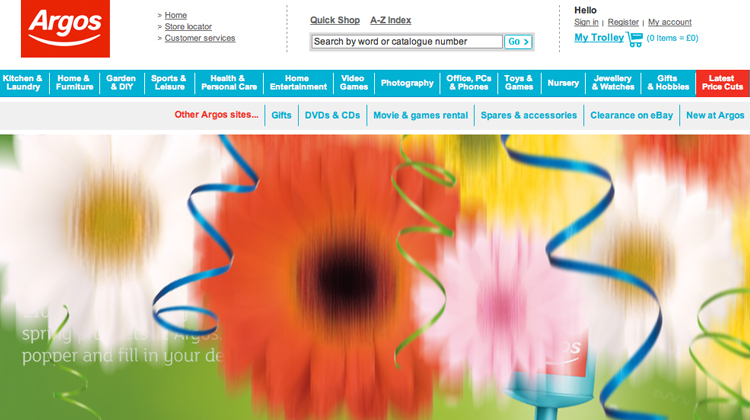 Argos
> Home
> Store locator
> Customer services
Quick Shop | A-Z Index
Search by word or catalogue number
Go >
Hello
Sign in | Register | My account
My Trolley (0 Items = £0)
Kitchen & Laundry
Home & Furniture
Garden & DIY
Sports & Leisure
Health & Personal Care
Home Entertainment
Video Games
Photography
Office, PCs & Phones
Toys & Games
Nursery
Jewellery & Watches
Gifts & Hobbies
Latest Price Cuts
Other Argos sites... Gifts | DVDs & CDs | Movie & games rental | Spares & accessories | Clearance on eBay | New at Argos
spring Argos.
popper and fill in your de